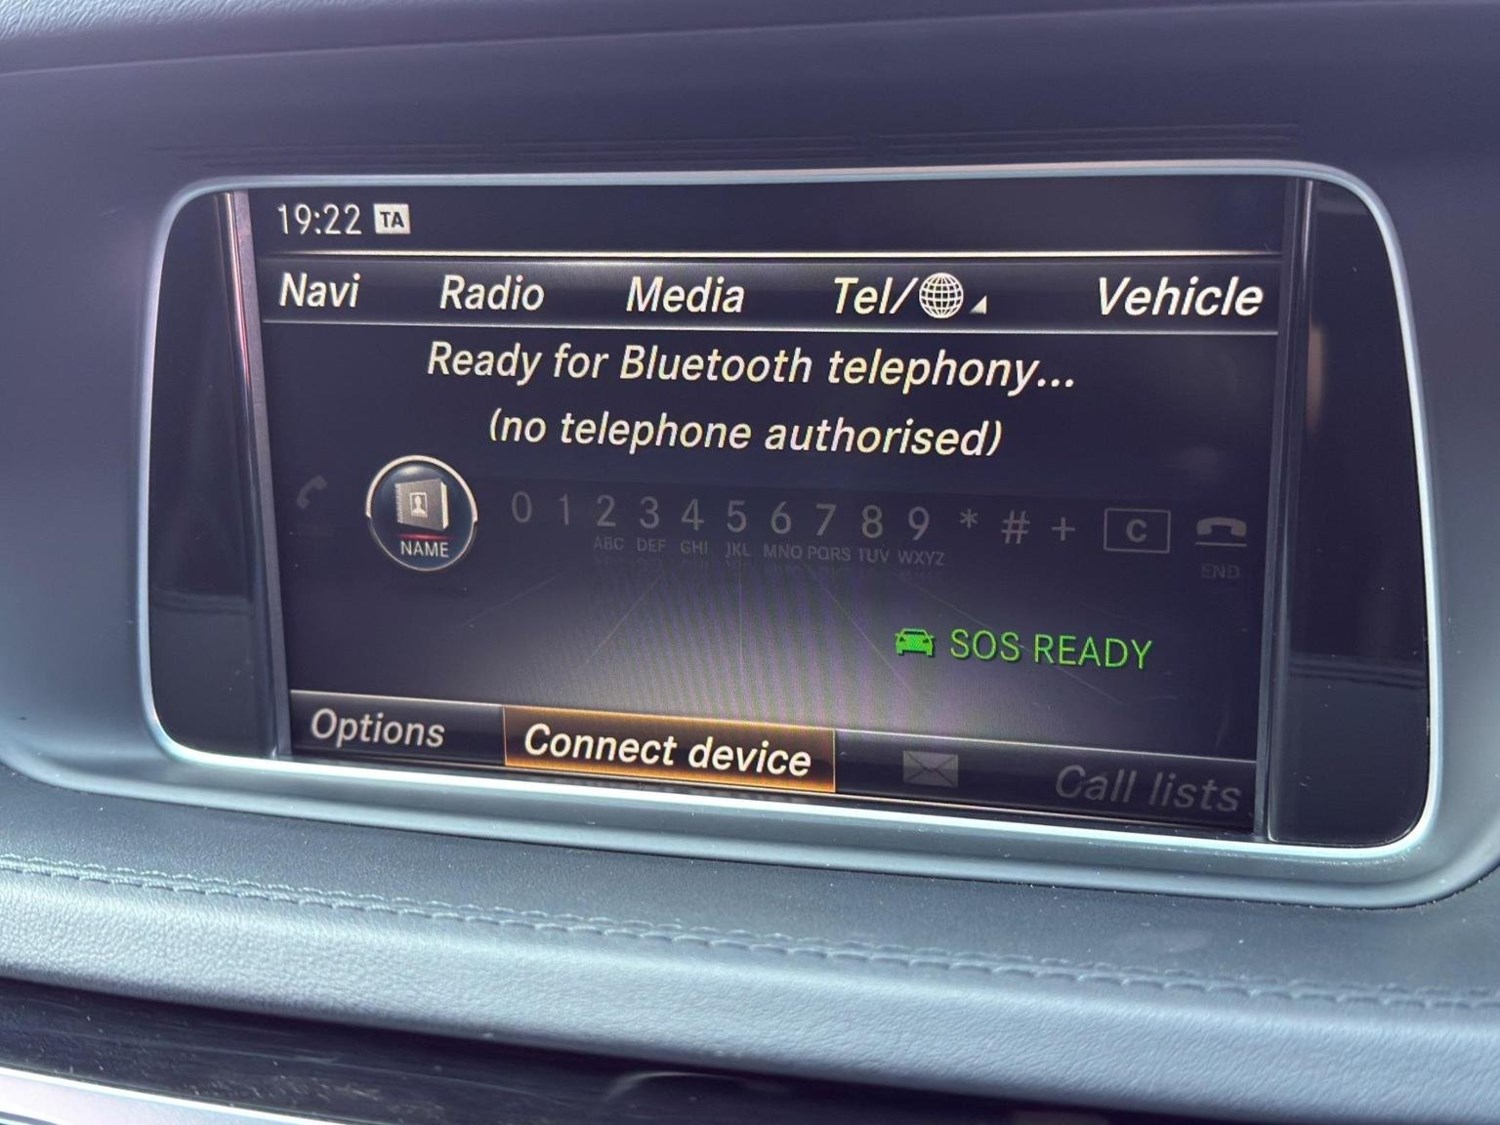 19:22 TA
Navi Radio Media Tel/ Vehicle
Ready for Bluetooth telephony...
(no telephone authorised)
NAME 0 1 2 3 4 5 6 7 8 9 * # + C
ABC DEF GHI JKL MNO PQRS TUV WXYZ END
SOS READY
Options Connect device Call lists